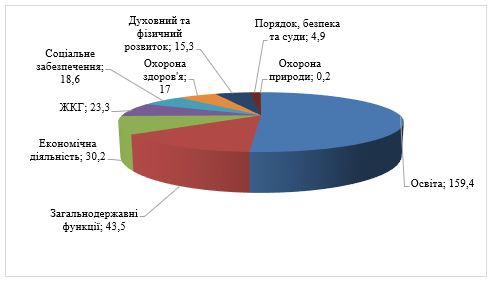 Духовний та
фізичний
розвиток; 15,3
Порядок, безпека
та суди; 4,9
Соціальне
забезпечення;
18,6
Охорона
здоров'я;
17
Охорона
природи; 0,2
ЖКГ; 23,3
Економічна
діяльність; 30,2
Освіта; 159,4
Загальнодержавні
функції; 43,5